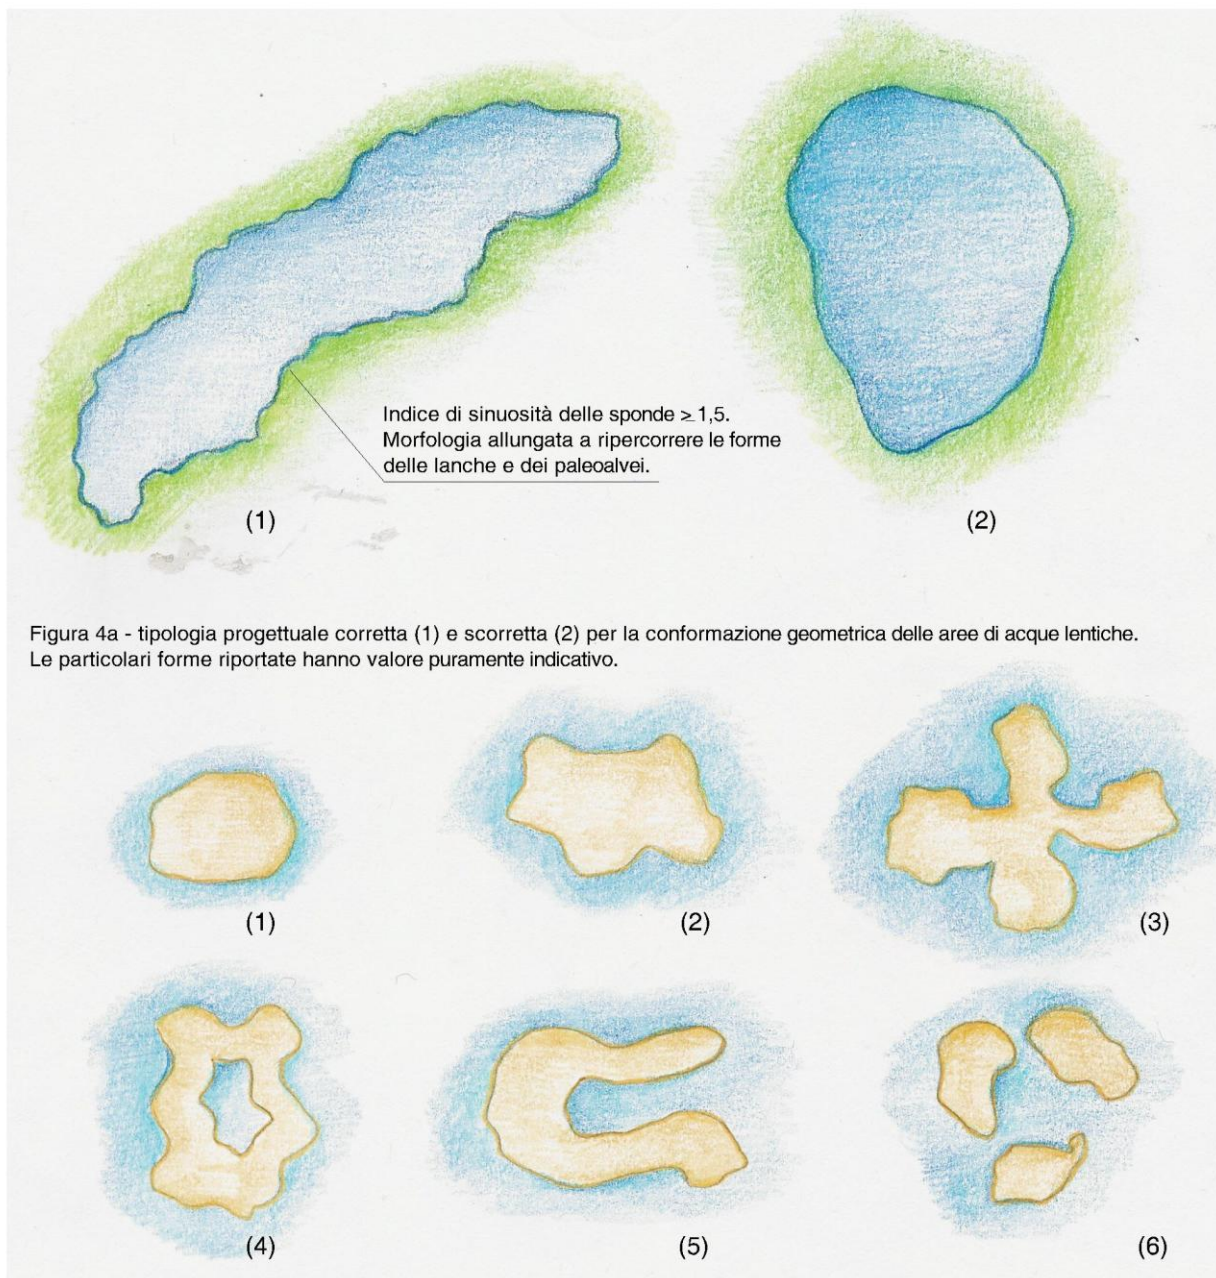 Indice di sinuosità delle sponde ≥ 1,5.
Morfologia allungata a ripercorrere le forme
delle lanche e dei paleoalvei.
(1)
(2)
Figura 4a - tipologia progettuale corretta (1) e scorretta (2) per la conformazione geometrica delle aree di acque lentiche.
Le particolari forme riportate hanno valore puramente indicativo.
(1)
(2)
(3)
(4)
(5)
(6)